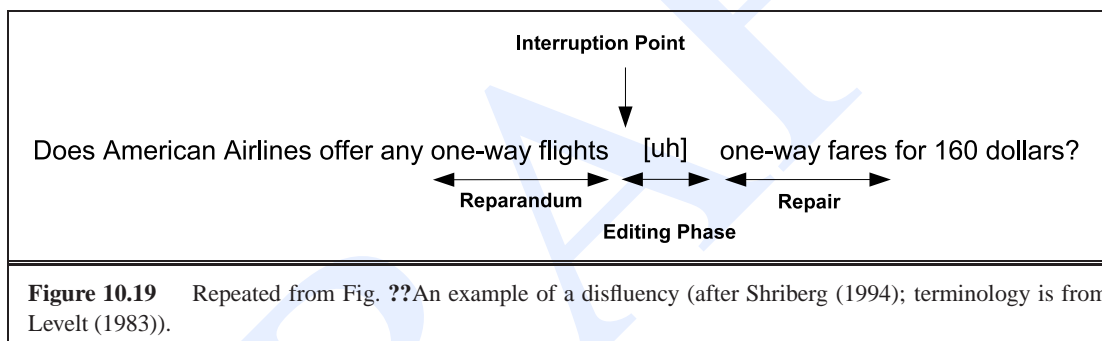 Interruption Point
Does American Airlines offer any one-way flights [uh] one-way fares for 160 dollars?
Reparandum Repair
Editing Phase
Figure 10.19 Repeated from Fig. ??An example of a disfluency (after Shriberg (1994); terminology is from
Levelt (1983)).